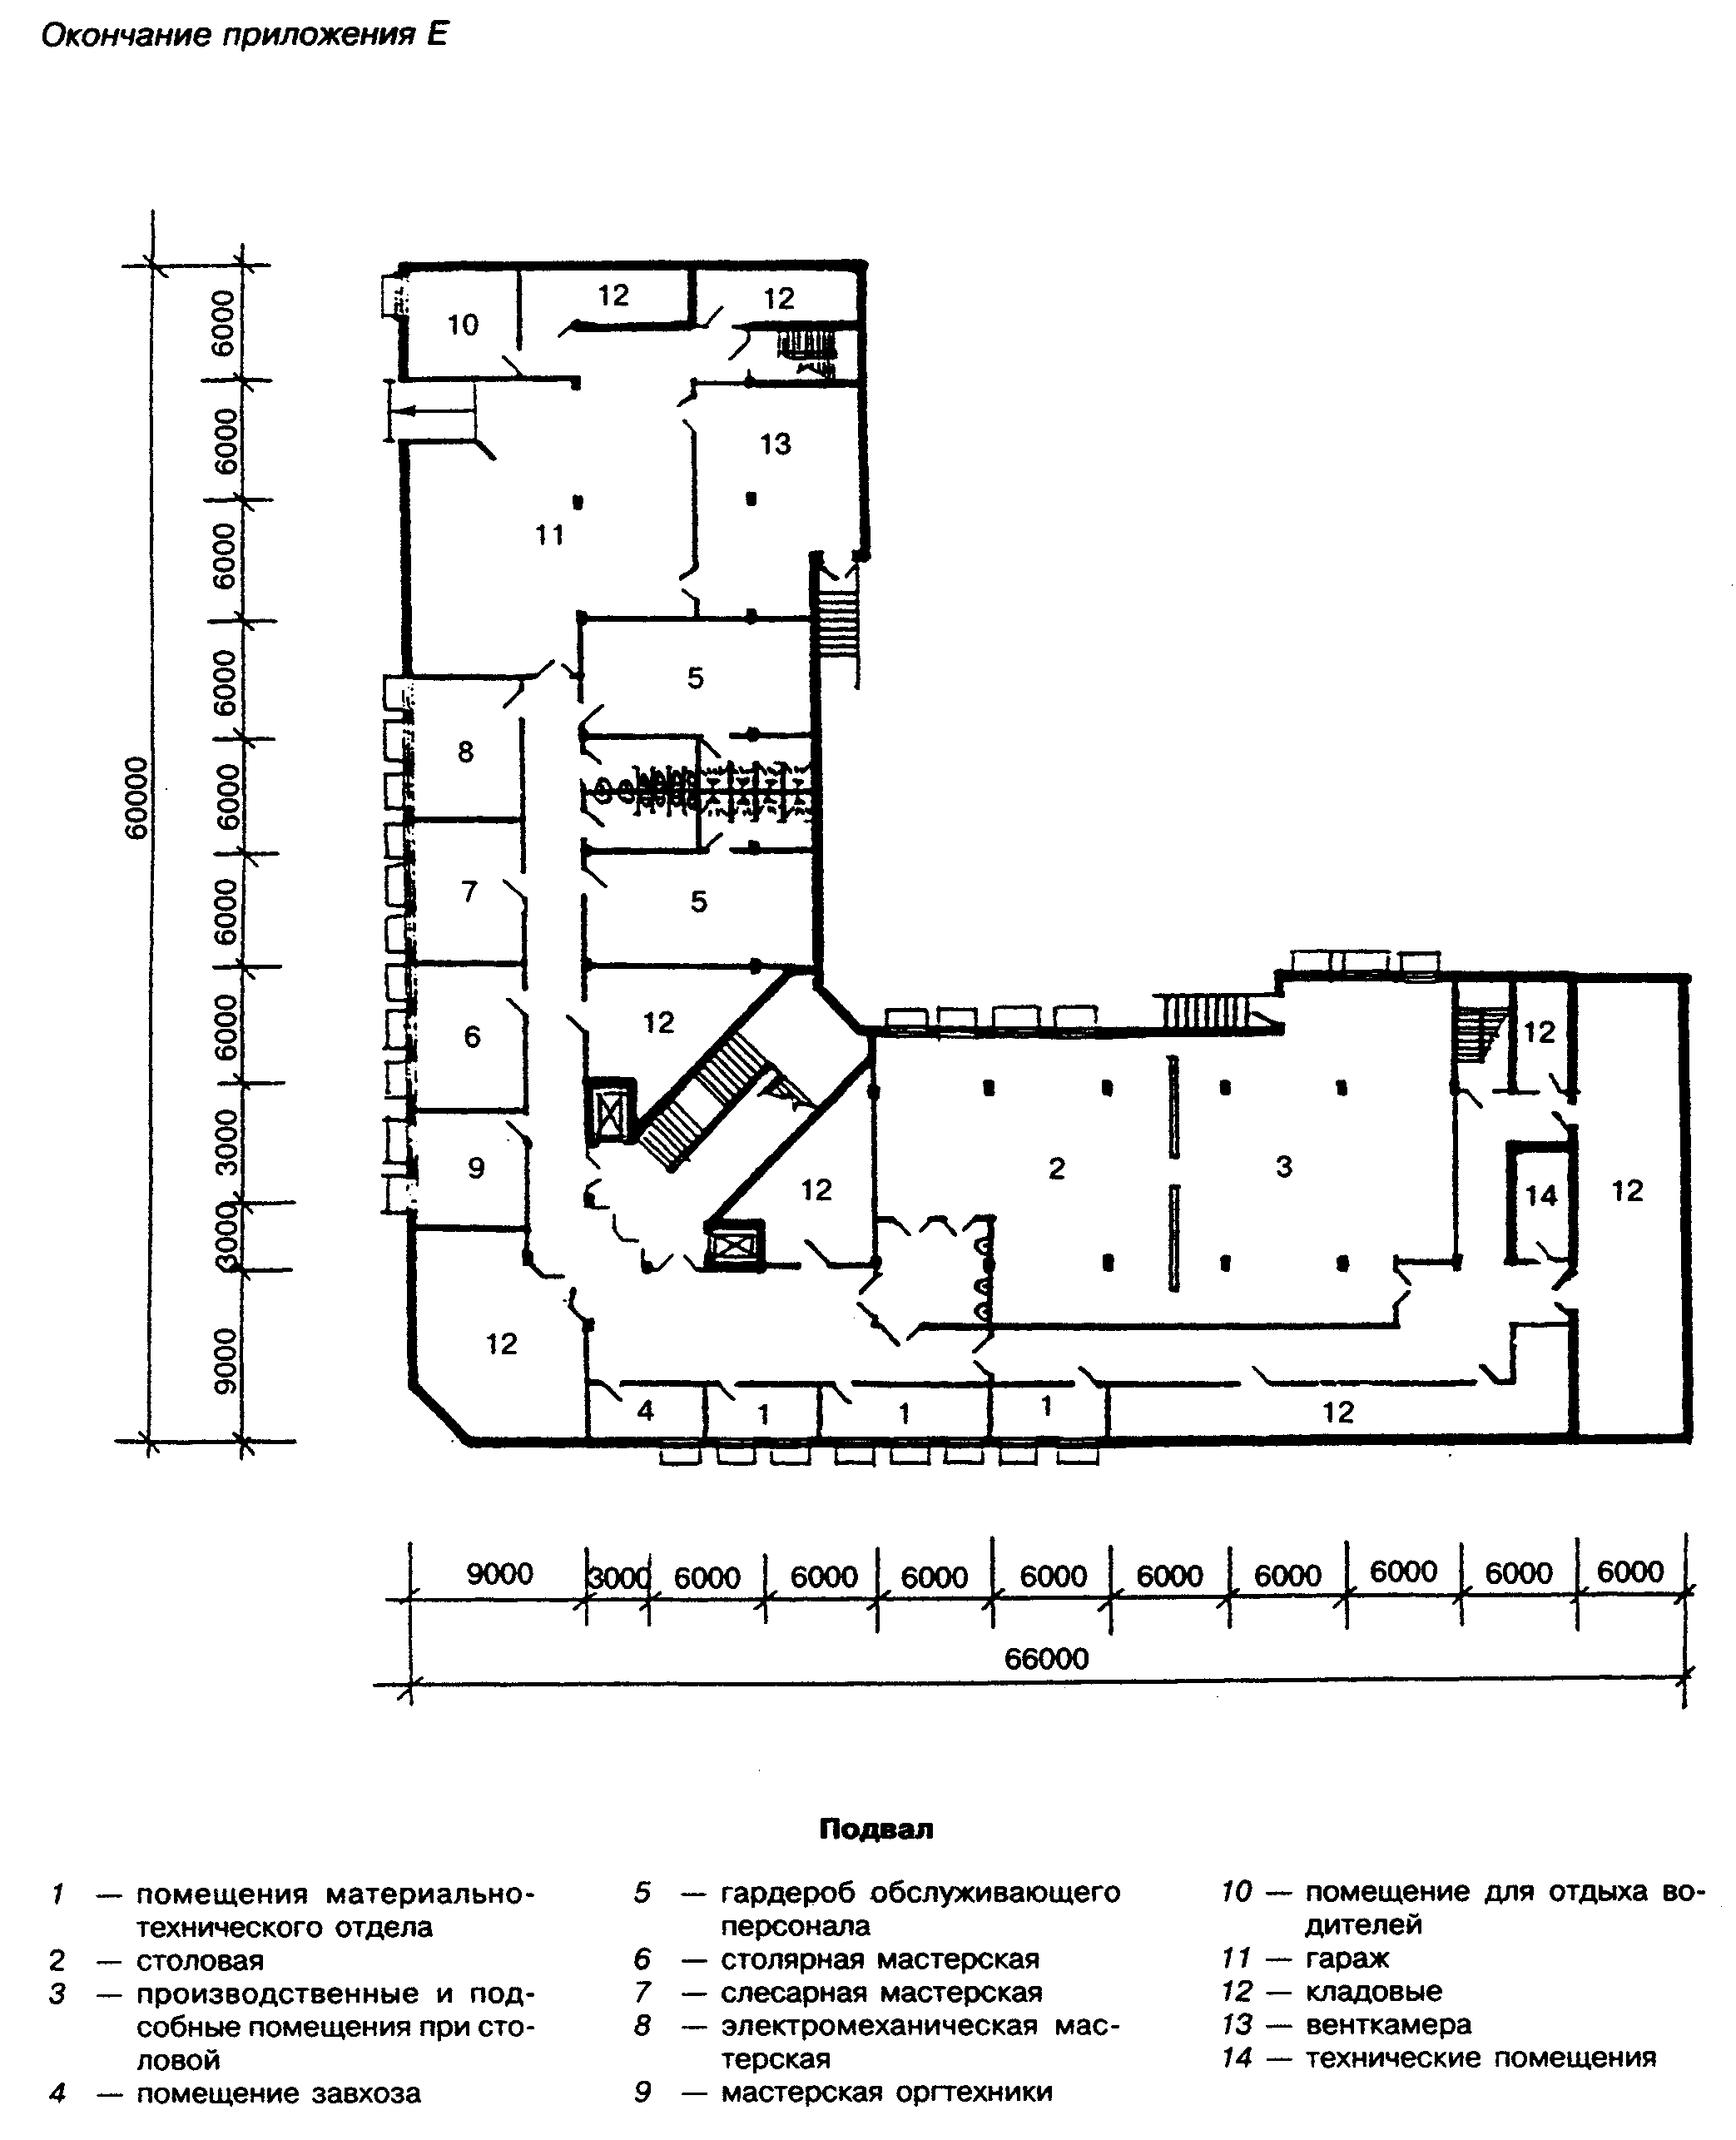 Окончание приложения Е
12
12
10
6000
6000
13
11
6000
5
6000
8
60000
6000
7
5
6000
12
6000
6
12
3000
9
12
2
3
14
12
3000
12
9000
4
1
1
1
12
9000
3000
6000
6000
6000
6000
6000
6000
6000
6000
6000
66000
Подвал
1 — помещения материально-
технического отдела
2 — столовая
3 — производственные и под-
собные помещения при сто-
ловой
4 — помещение завхоза
5 — гардероб обслуживающего
персонала
6 — столярная мастерская
7 — слесарная мастерская
8 — электромеханическая мас-
терская
9 — мастерская оргтехники
10 — помещение для отдыха во-
дителей
11 — гараж
12 — кладовые
13 — венткамера
14 — технические помещения